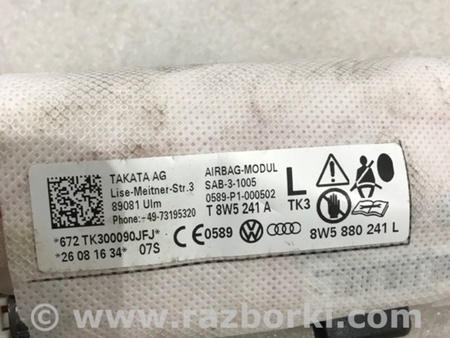 TAKATA AG
Lise-Meitner-Str.3
89081 Ulm
Phone:+49-73195320
*672 TK300090JFJ*
*26 08 16 34* 07S
AIRBAG-MODUL
SAB-3-1005
0589-P1-000502
T 8W5 241 A
L
TK3
CE 0589
8W5 880 241 L
© www.razborki.com